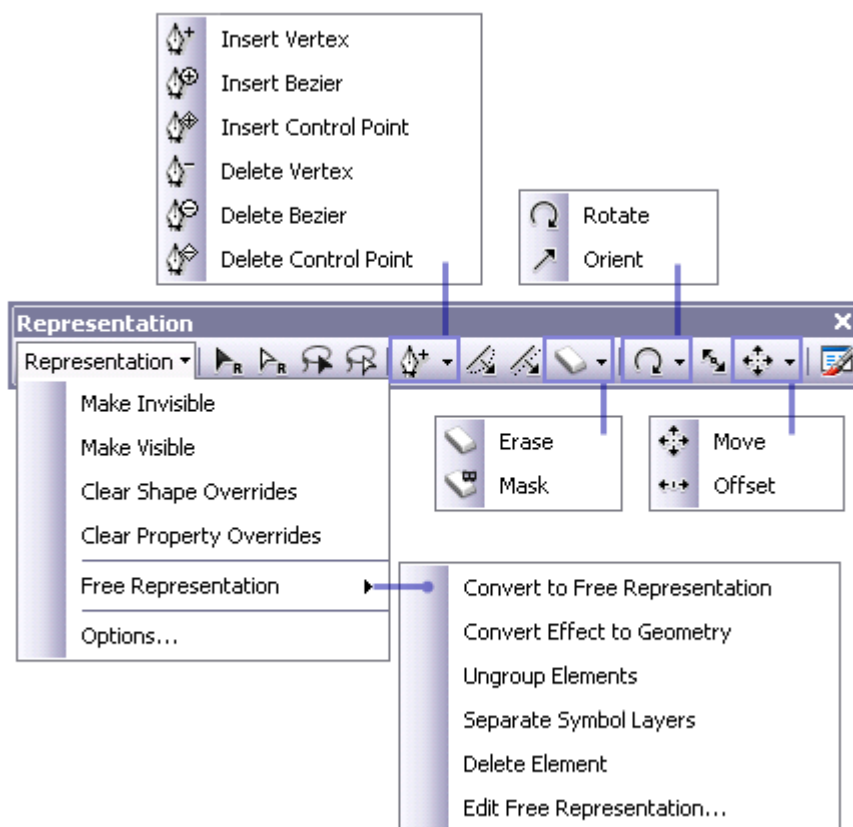 Insert Vertex
Insert Bezier
Insert Control Point
Delete Vertex
Delete Bezier
Delete Control Point
Rotate
Orient
Representation
Representation
R
R
Make Invisible
Make Visible
Clear Shape Overrides
Clear Property Overrides
Free Representation
Options...
Erase
Mask
Move
Offset
Convert to Free Representation
Convert Effect to Geometry
Ungroup Elements
Separate Symbol Layers
Delete Element
Edit Free Representation...